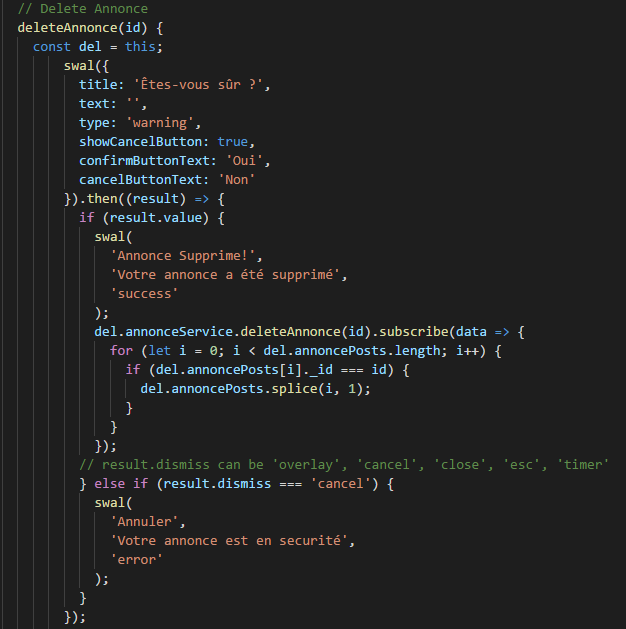 // Delete Annonce
deleteAnnonce(id) {
const del = this;
swal({
title: 'Êtes-vous sûr ?',
text: '',
type: 'warning',
showCancelButton: true,
confirmButtonText: 'Oui',
cancelButtonText: 'Non'
}).then((result) => {
if (result.value) {
swal(
'Annonce Supprime!',
'Votre annonce a été supprimé',
'success'
);
del.annonceService.deleteAnnonce(id).subscribe(data => {
for (let i = 0; i < del.annoncePosts.length; i++) {
if (del.annoncePosts[i]._id === id) {
del.annoncePosts.splice(i, 1);
}
}
});
// result.dismiss can be 'overlay', 'cancel', 'close', 'esc', 'timer'
} else if (result.dismiss === 'cancel') {
swal(
'Annuler',
'Votre annonce est en securité',
'error'
);
}
});